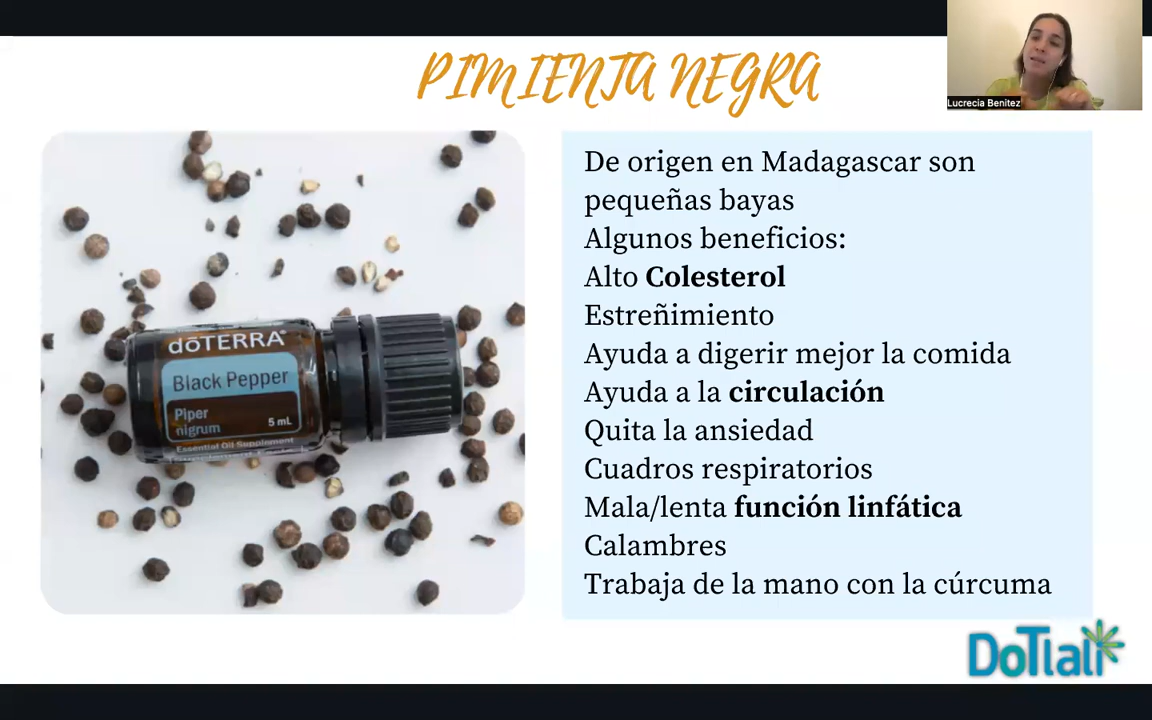 PIMIENTA NEGRA
Lucrecia Benitez
De origen en Madagascar son
pequeñas bayas
Algunos beneficios:
Alto Colesterol
Estreñimiento
Ayuda a digerir mejor la comida
Ayuda a la circulación
Quita la ansiedad
Cuadros respiratorios
Mala/lenta función linfática
Calambres
Trabaja de la mano con la cúrcuma
dōTERRA
Black Pepper
Piper
nigrum
5 mL
Essential Oil Supplement
DoTlali